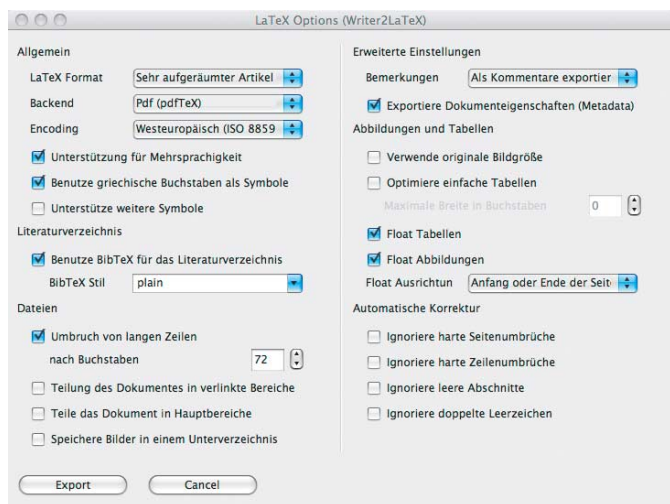 LaTeX Options (Writer2LaTeX)
Allgemein
LaTeX Format Sehr aufgeräumter Artikel
Backend Pdf (pdfTeX)
Encoding Westeuropäisch (ISO 8859
Unterstützung für Mehrsprachigkeit
Benutze griechische Buchstaben als Symbole
Unterstütze weitere Symbole
Literaturverzeichnis
Benutze BibTeX für das Literaturverzeichnis
BibTeX Stil plain
Dateien
Umbruch von langen Zeilen
nach Buchstaben 72
Teilung des Dokumentes in verlinkte Bereiche
Teile das Dokument in Hauptbereiche
Speichere Bilder in einem Unterverzeichnis
Export Cancel
Erweiterte Einstellungen
Bemerkungen Als Kommentare exportier
Exportiere Dokumenteigenschaften (Metadata)
Abbildungen und Tabellen
Verwende originale Bildgröße
Optimiere einfache Tabellen
Maximale Breite in Buchstaben 0
Float Tabellen
Float Abbildungen
Float Ausrichtun Anfang oder Ende der Seit
Automatische Korrektur
Ignoriere harte Seitenumbrüche
Ignoriere harte Zeilenumbrüche
Ignoriere leere Abschnitte
Ignoriere doppelte Leerzeichen